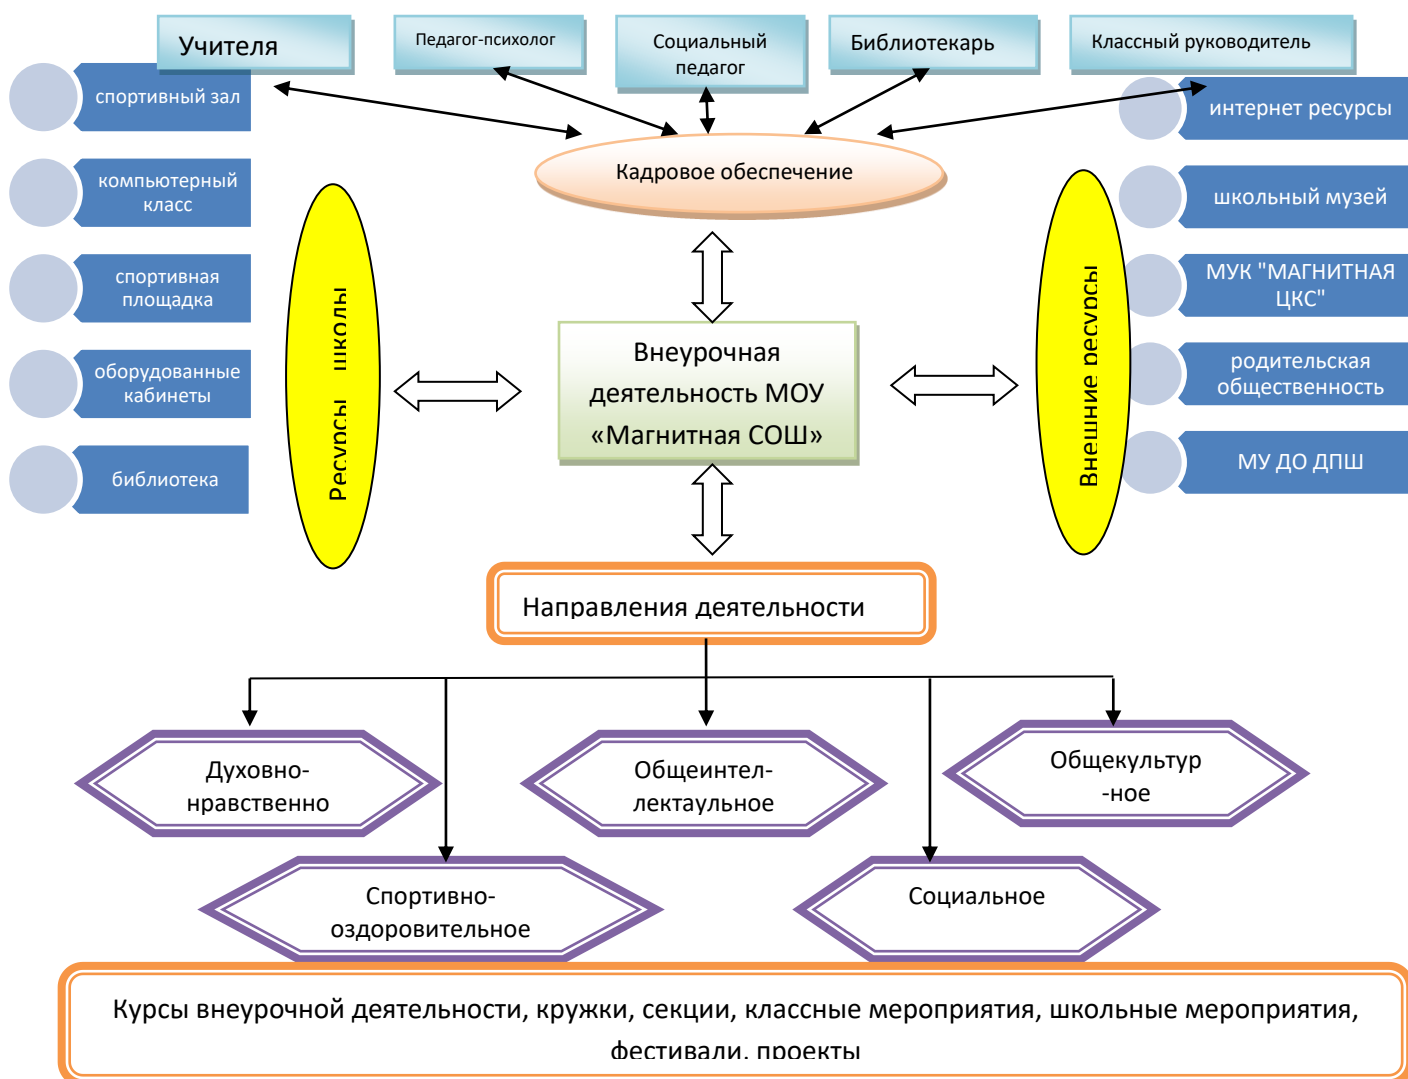 Учителя
Педагог-психолог
Социальный
педагог
Библиотекарь
Классный руководитель
спортивный зал
компьютерный
класс
спортивная
площадка
оборудованные
кабинеты
библиотека
Ресурсы школы
Кадровое обеспечение
Внеурочная
деятельность МОУ
«Магнитная СОШ»
Внешние ресурсы
интернет ресурсы
школьный музей
МУК "МАГНИТНАЯ
ЦКС"
родительская
общественность
МУ ДО ДПШ
Направления деятельности
Духовно-
нравственно
Общеинтел-
лектаульное
Общекультур
-ное
Спортивно-
оздоровительное
Социальное
Курсы внеурочной деятельности, кружки, секции, классные мероприятия, школьные мероприятия,
фестивали, проекты